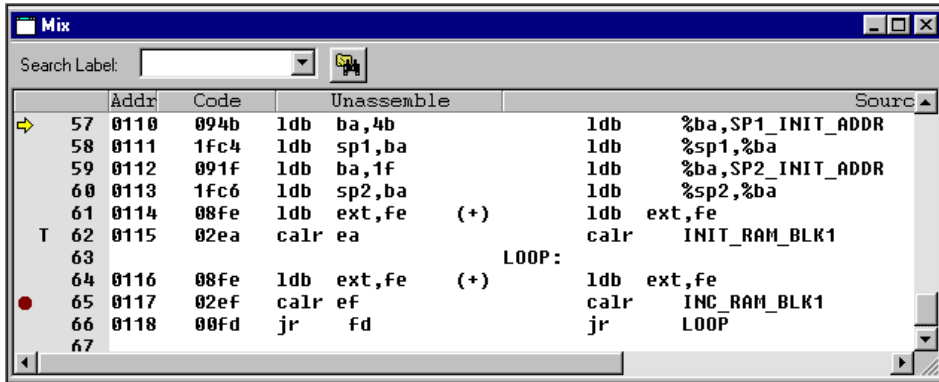 Mix
Search Label:
Addr Code Unassemble Sourc
57 0110 094b ldb ba,4b ldb %ba,SP1_INIT_ADDR
58 0111 1fc4 ldb sp1,ba ldb %sp1,%ba
59 0112 091f ldb ba,1f ldb %ba,SP2_INIT_ADDR
60 0113 1fc6 ldb sp2,ba ldb %sp2,%ba
61 0114 08fe ldb ext,fe (+) ldb ext,fe
T 62 0115 02ea calr ea calr INIT_RAM_BLK1
63 LOOP:
64 0116 08fe ldb ext,fe (+) ldb ext,fe
65 0117 02ef calr ef calr INC_RAM_BLK1
66 0118 00fd jr fd jr LOOP
67